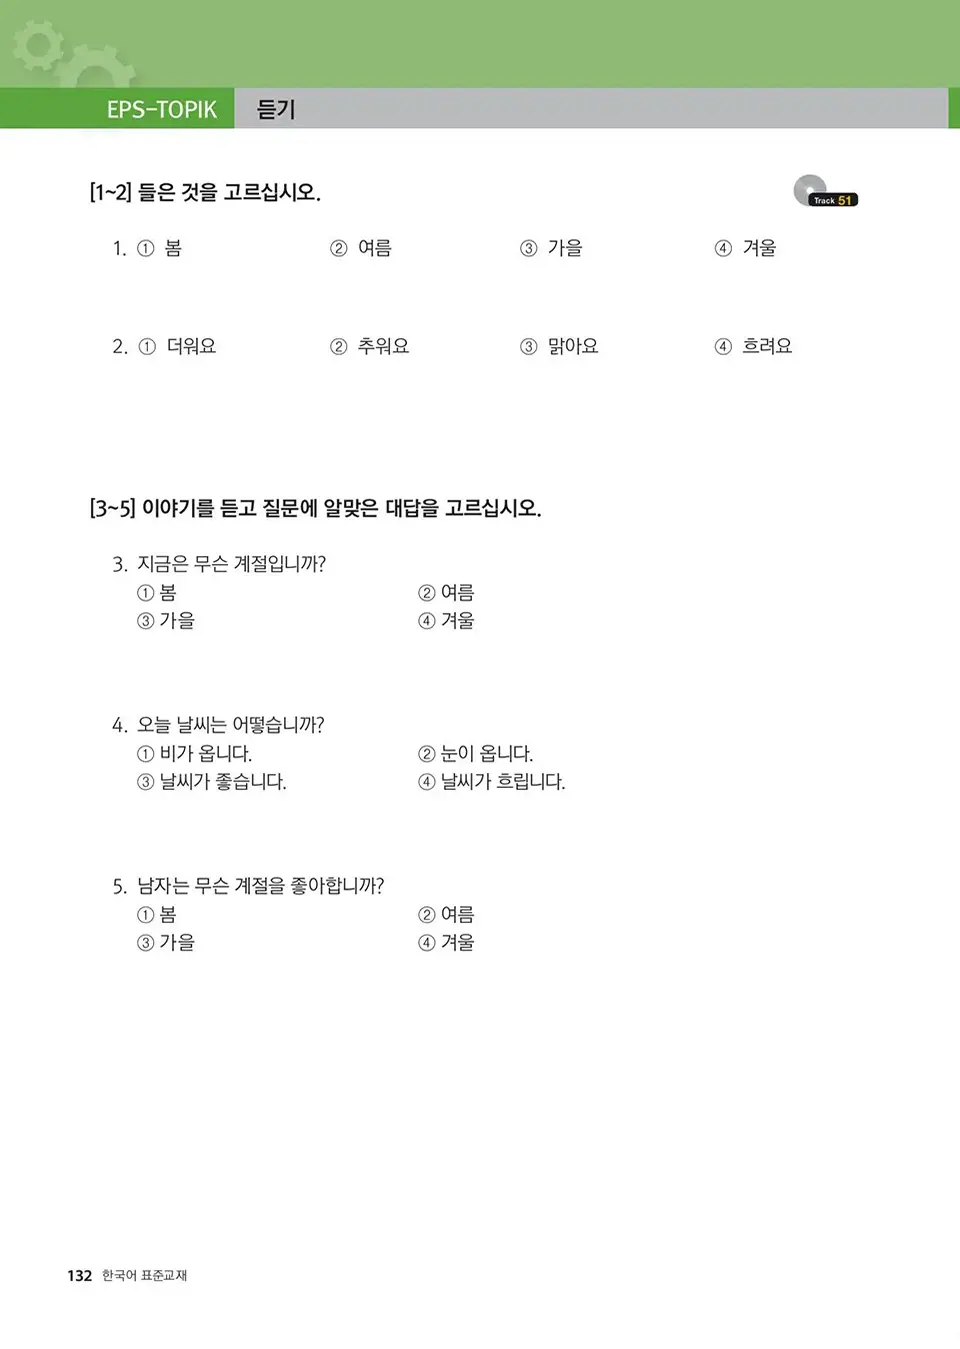 EPS-TOPIK 듣기
[1~2] 들은 것을 고르십시오.
Track 51
1. ① 봄 ② 여름 ③ 가을 ④ 겨울
2. ① 더워요 ② 추워요 ③ 맑아요 ④ 흐려요
[3~5] 이야기를 듣고 질문에 알맞은 대답을 고르십시오.
3. 지금은 무슨 계절입니까?
① 봄 ② 여름
③ 가을 ④ 겨울
4. 오늘 날씨는 어떻습니까?
① 비가 옵니다. ② 눈이 옵니다.
③ 날씨가 좋습니다. ④ 날씨가 흐립니다.
5. 남자는 무슨 계절을 좋아합니까?
① 봄 ② 여름
③ 가을 ④ 겨울
132 한국어 표준교재